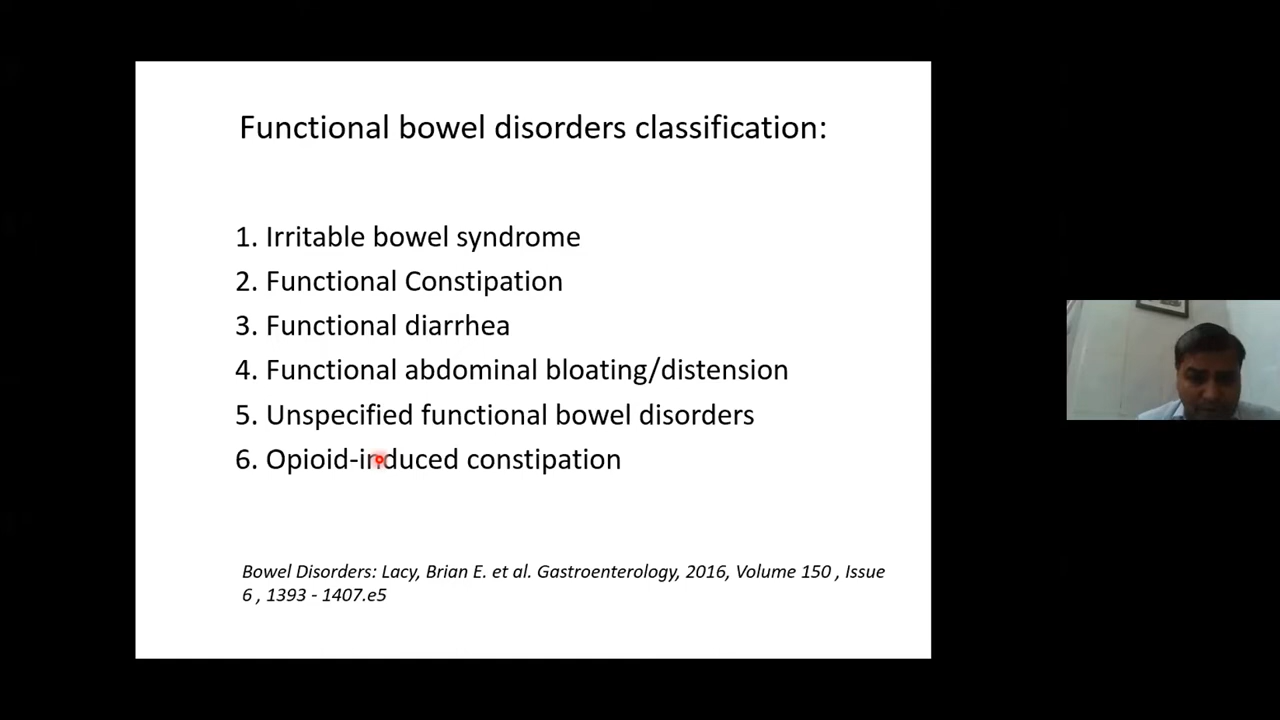 Functional bowel disorders classification:
1. Irritable bowel syndrome
2. Functional Constipation
3. Functional diarrhea
4. Functional abdominal bloating/distension
5. Unspecified functional bowel disorders
6. Opioid-induced constipation
Bowel Disorders: Lacy, Brian E. et al. Gastroenterology, 2016, Volume 150 , Issue
6 , 1393 - 1407.e5